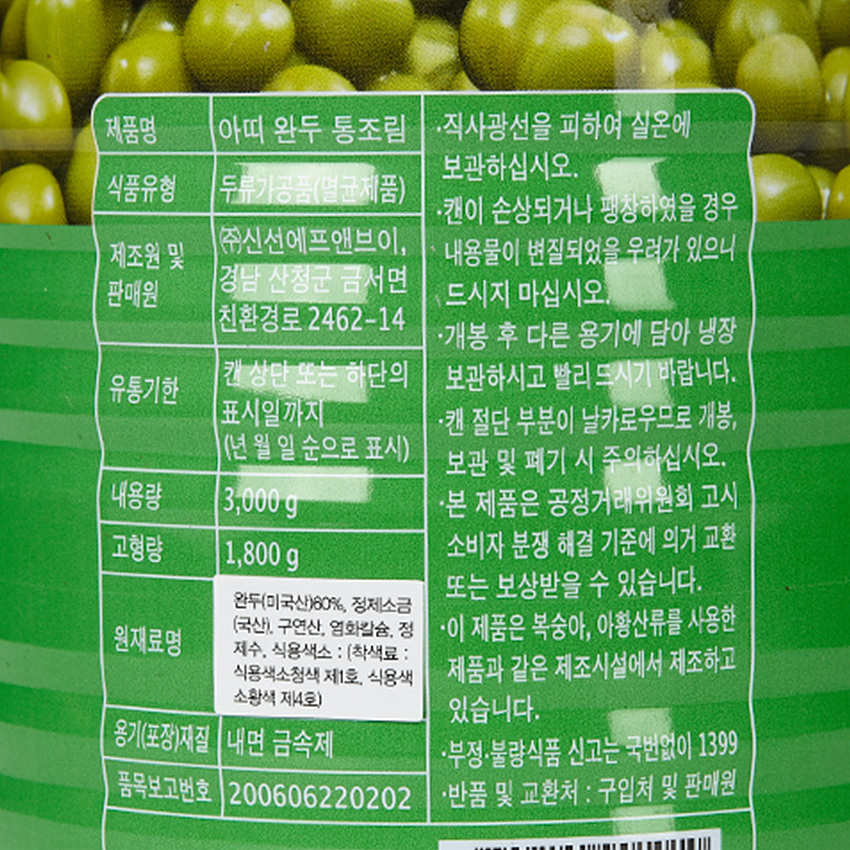 제품명 아띠 완두 통조림
식품유형 두류가공품(멸균제품)
제조원 및
판매원
㈜신선에프앤브이,
경남 산청군 금서면
친환경로 2462-14
유통기한
캔 상단 또는 하단의
표시일까지
(년 월 일 순으로 표시)
내용량 3,000 g
고형량 1,800 g
원재료명
완두(미국산)60%, 정제소금
(국산), 구연산, 염화칼슘, 정
제수, 식용색소 : (착색료 :
식용색소청색 제1호, 식용색
소황색 제4호)
용기(포장)재질 내면 금속제
품목보고번호 200606220202
·직사광선을 피하여 실온에
보관하십시오.
·캔이 손상되거나 팽창하였을 경우
내용물이 변질되었을 우려가 있으니
드시지 마십시오.
·개봉 후 다른 용기에 담아 냉장
보관하시고 빨리 드시기 바랍니다.
·캔 절단 부분이 날카로우므로 개봉,
보관 및 폐기 시 주의하십시오.
·본 제품은 공정거래위원회 고시
소비자 분쟁 해결 기준에 의거 교환
또는 보상받을 수 있습니다.
·이 제품은 복숭아, 아황산류를 사용한
제품과 같은 제조시설에서 제조하고
있습니다.
·부정·불량식품 신고는 국번없이 1399
·반품 및 교환처 : 구입처 및 판매원